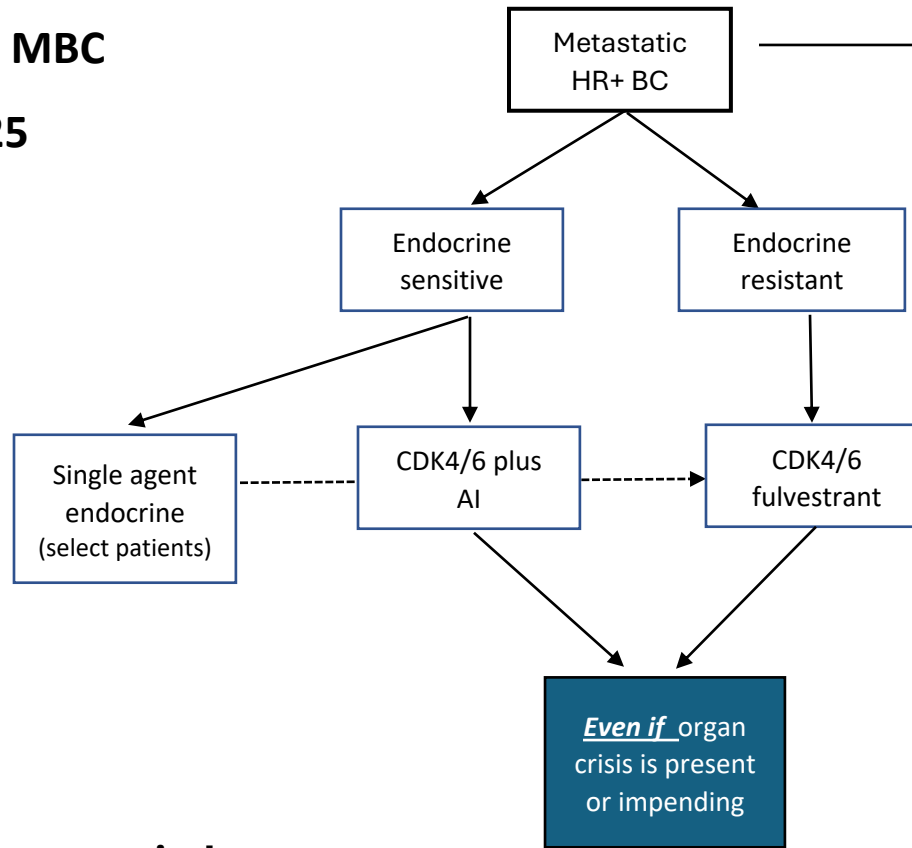 MBC
25
Metastatic
HR+ BC
Endocrine
sensitive
Endocrine
resistant
Single agent
endocrine
(select patients)
CDK4/6 plus
AI
CDK4/6
fulvestrant
Even if organ
crisis is present
or impending